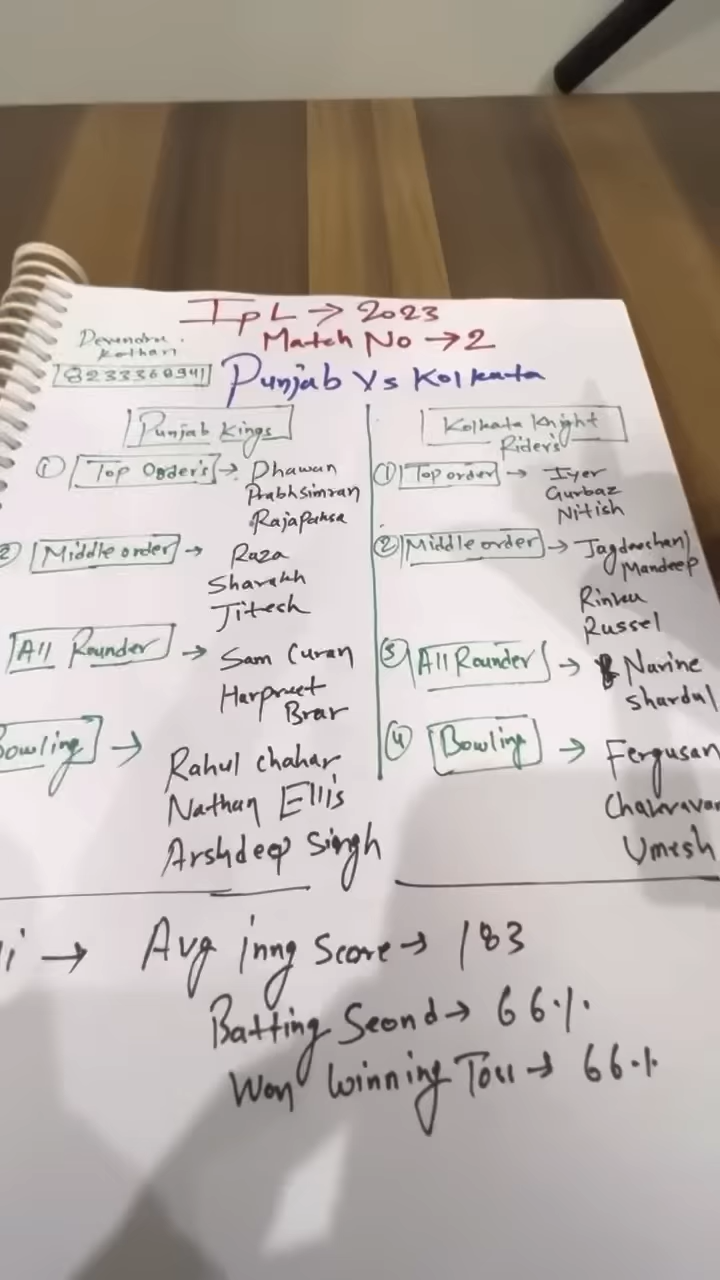 IPL → 2023
Match No → 2
Devendra
Kothari
8233360941
Punjab Vs Kolkata
Punjab Kings
① Top Order's → Dhawan
Prabhsimran
Rajapaksa
2 Middle order → Raza
Sharukh
Jitesh
All Rounder → Sam Curan
Harpreet
Brar
Bowling → Rahul Chahar
Nathan Ellis
Arshdeep Singh
Kolkata Knight
Rider's
① Top order → Iyer
Gurbaz
Nitish
② Middle order → Jagdeeshan
Mandeep
Rinku
Russel
③ All Rounder → Narine
Shardul
④ Bowling → Fergusan
Chakravar
Umesh
→ Avg inng Score → 183
Batting Seond → 66%
Won Winning Toss → 66%